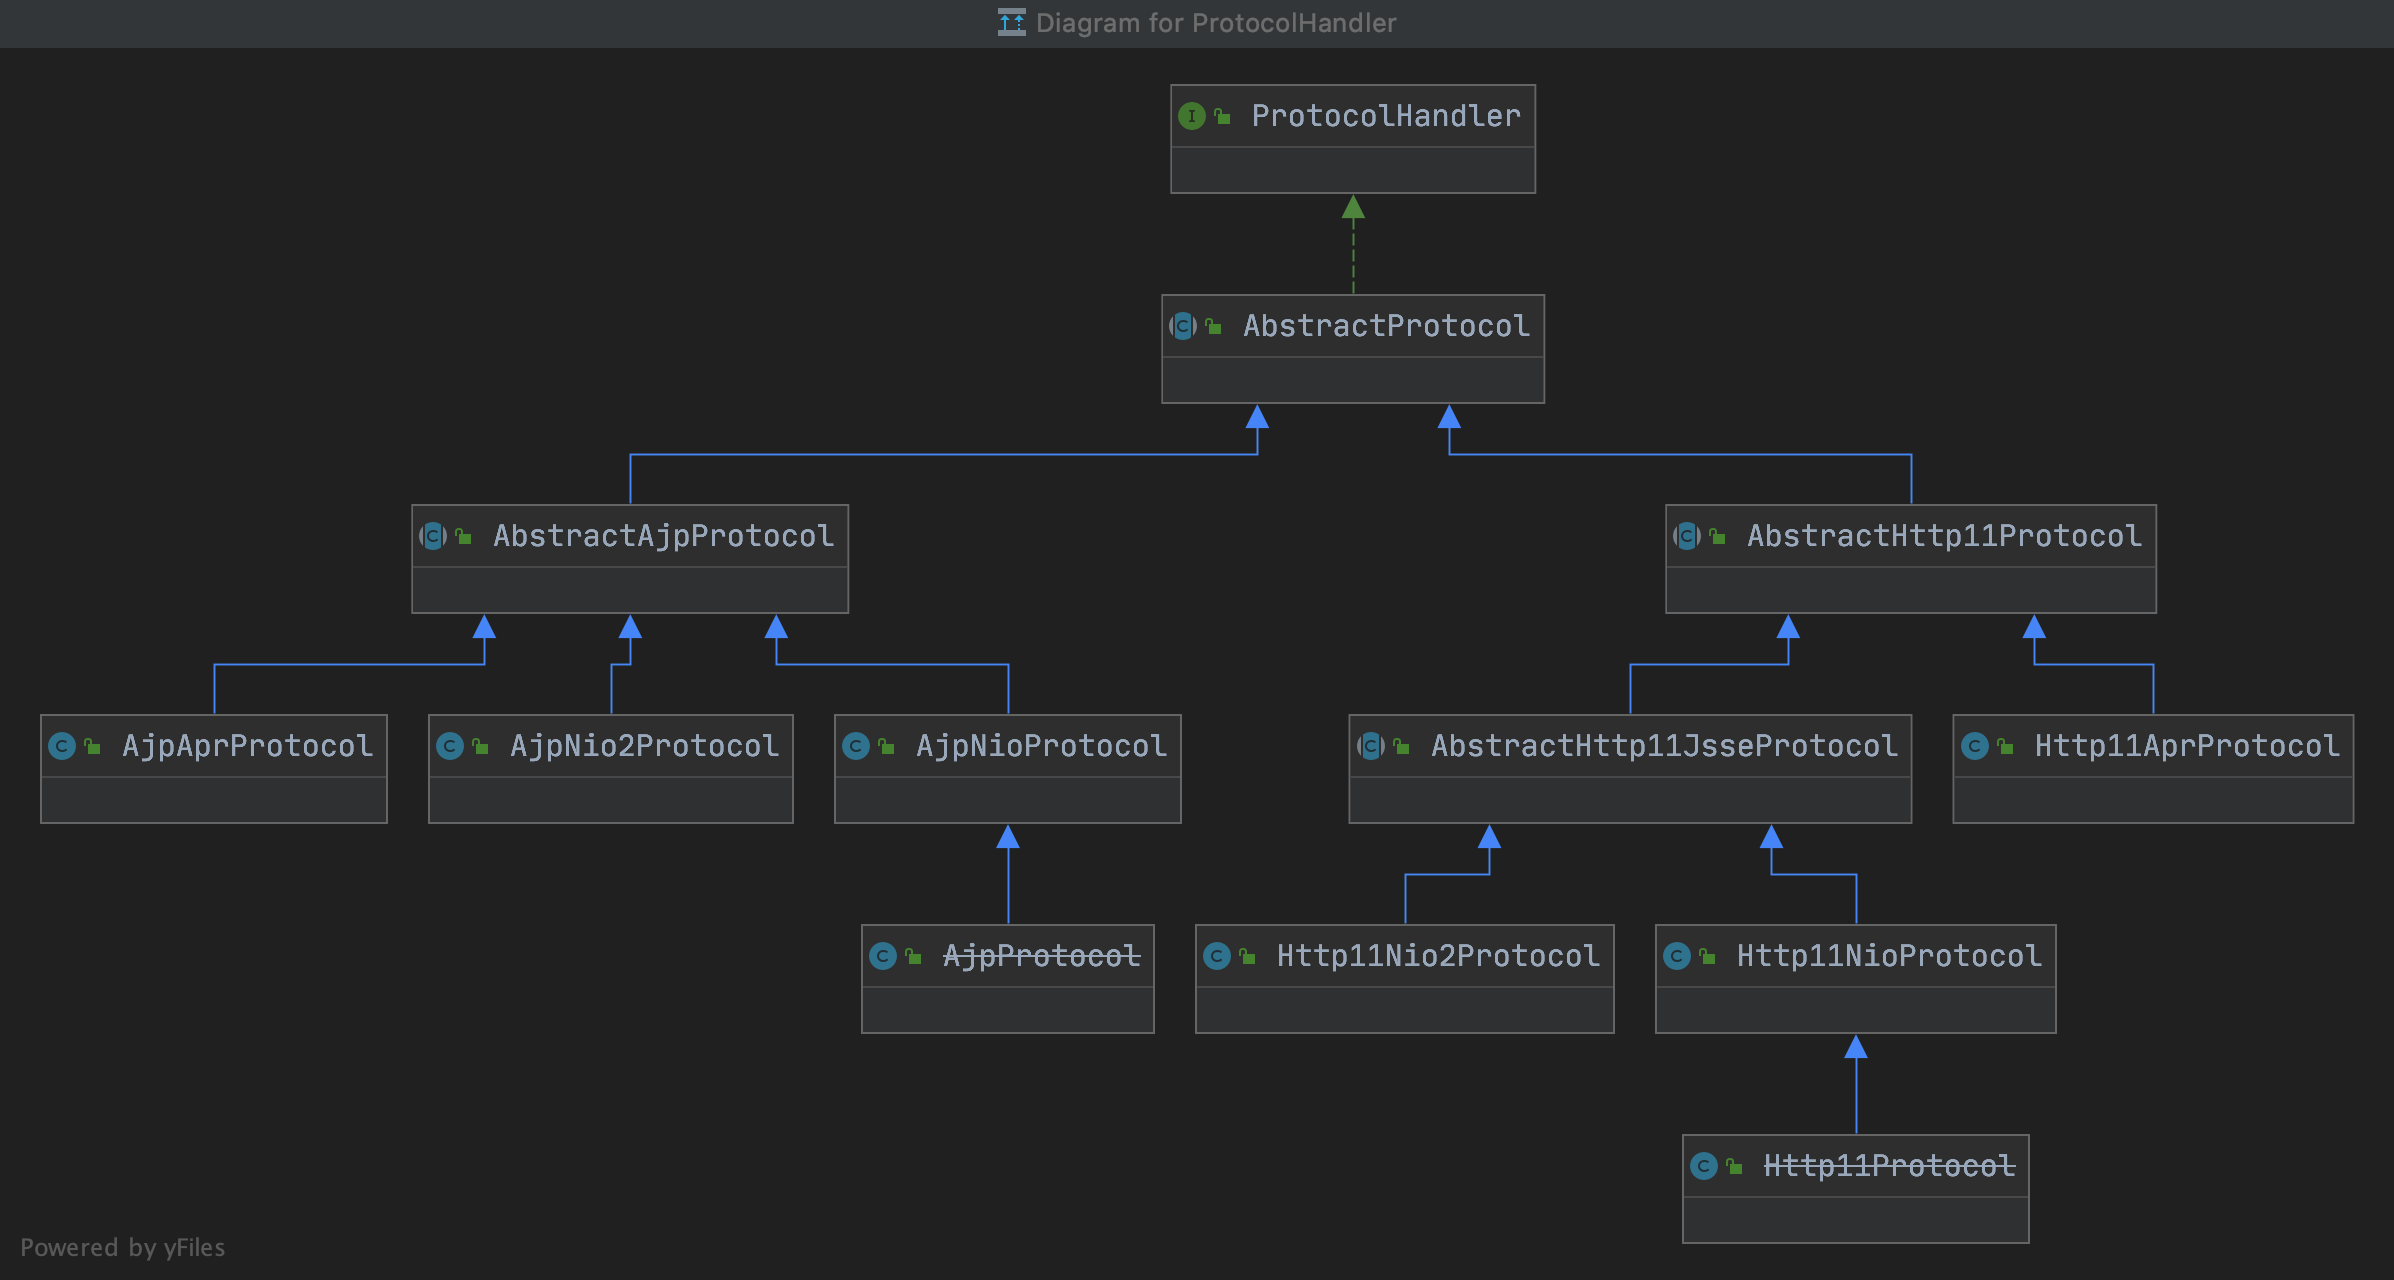 Diagram for ProtocolHandler
ProtocolHandler
AbstractProtocol
AbstractAjpProtocol
AbstractHttp11Protocol
AjpAprProtocol
AjpNio2Protocol
AjpNioProtocol
AbstractHttp11JsseProtocol
Http11AprProtocol
AjpProtocol
Http11Nio2Protocol
Http11NioProtocol
Http11Protocol
Powered by yFiles